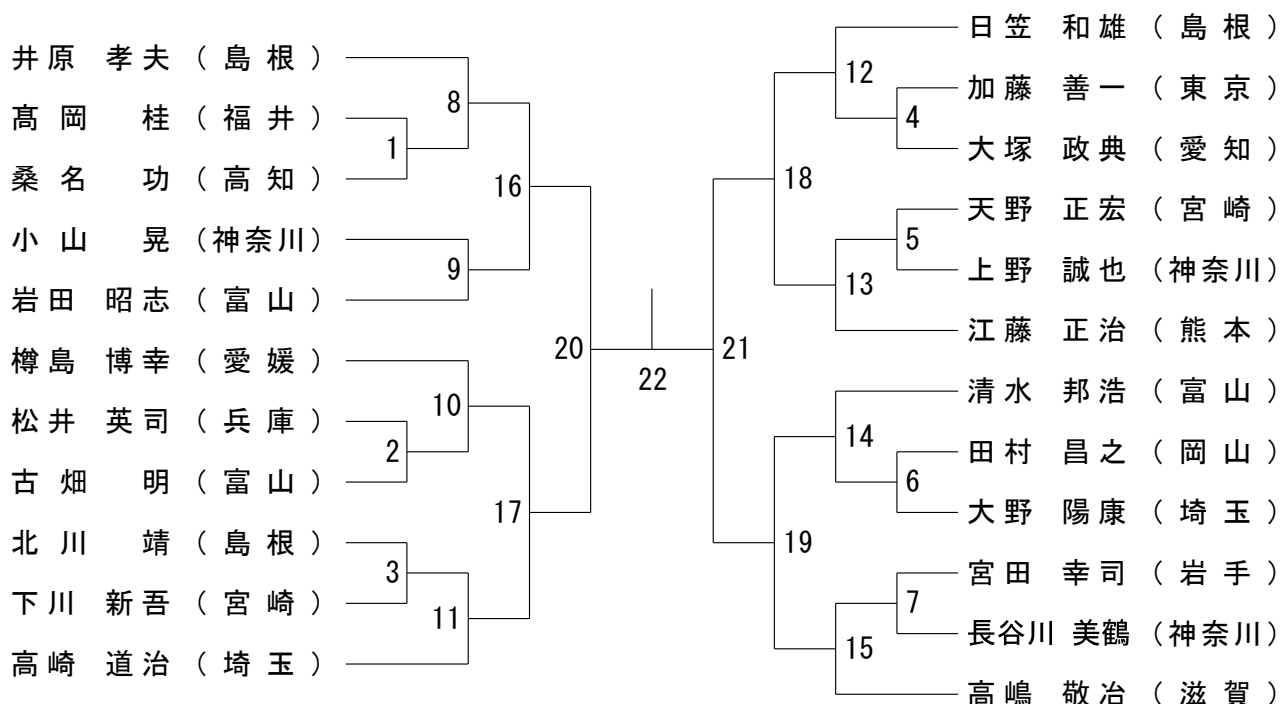 井原 孝夫 (島根)
髙岡 桂 (福井)
桑名 功 (高知)
小山 晃 (神奈川)
岩田 昭志 (富山)
樽島 博幸 (愛媛)
松井 英司 (兵庫)
古畑 明 (富山)
北川 靖 (島根)
下川 新吾 (宮崎)
高崎 道治 (埼玉)
8
1
16
9
20
10
2
17
3
11
22
21
12
4
18
5
13
14
6
19
7
15
日笠 和雄 (島根)
加藤 善一 (東京)
大塚 政典 (愛知)
天野 正宏 (宮崎)
上野 誠也 (神奈川)
江藤 正治 (熊本)
清水 邦浩 (富山)
田村 昌之 (岡山)
大野 陽康 (埼玉)
宮田 幸司 (岩手)
長谷川 美鶴 (神奈川)
高嶋 敬冶 (滋賀)